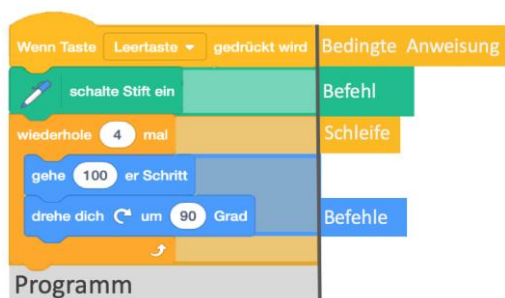 Wenn Taste Leertaste gedrückt wird Bedingte Anweisung
schalte Stift ein Befehl
wiederhole 4 mal Schleife
gehe 100 er Schritt
drehe dich um 90 Grad Befehle
Programm